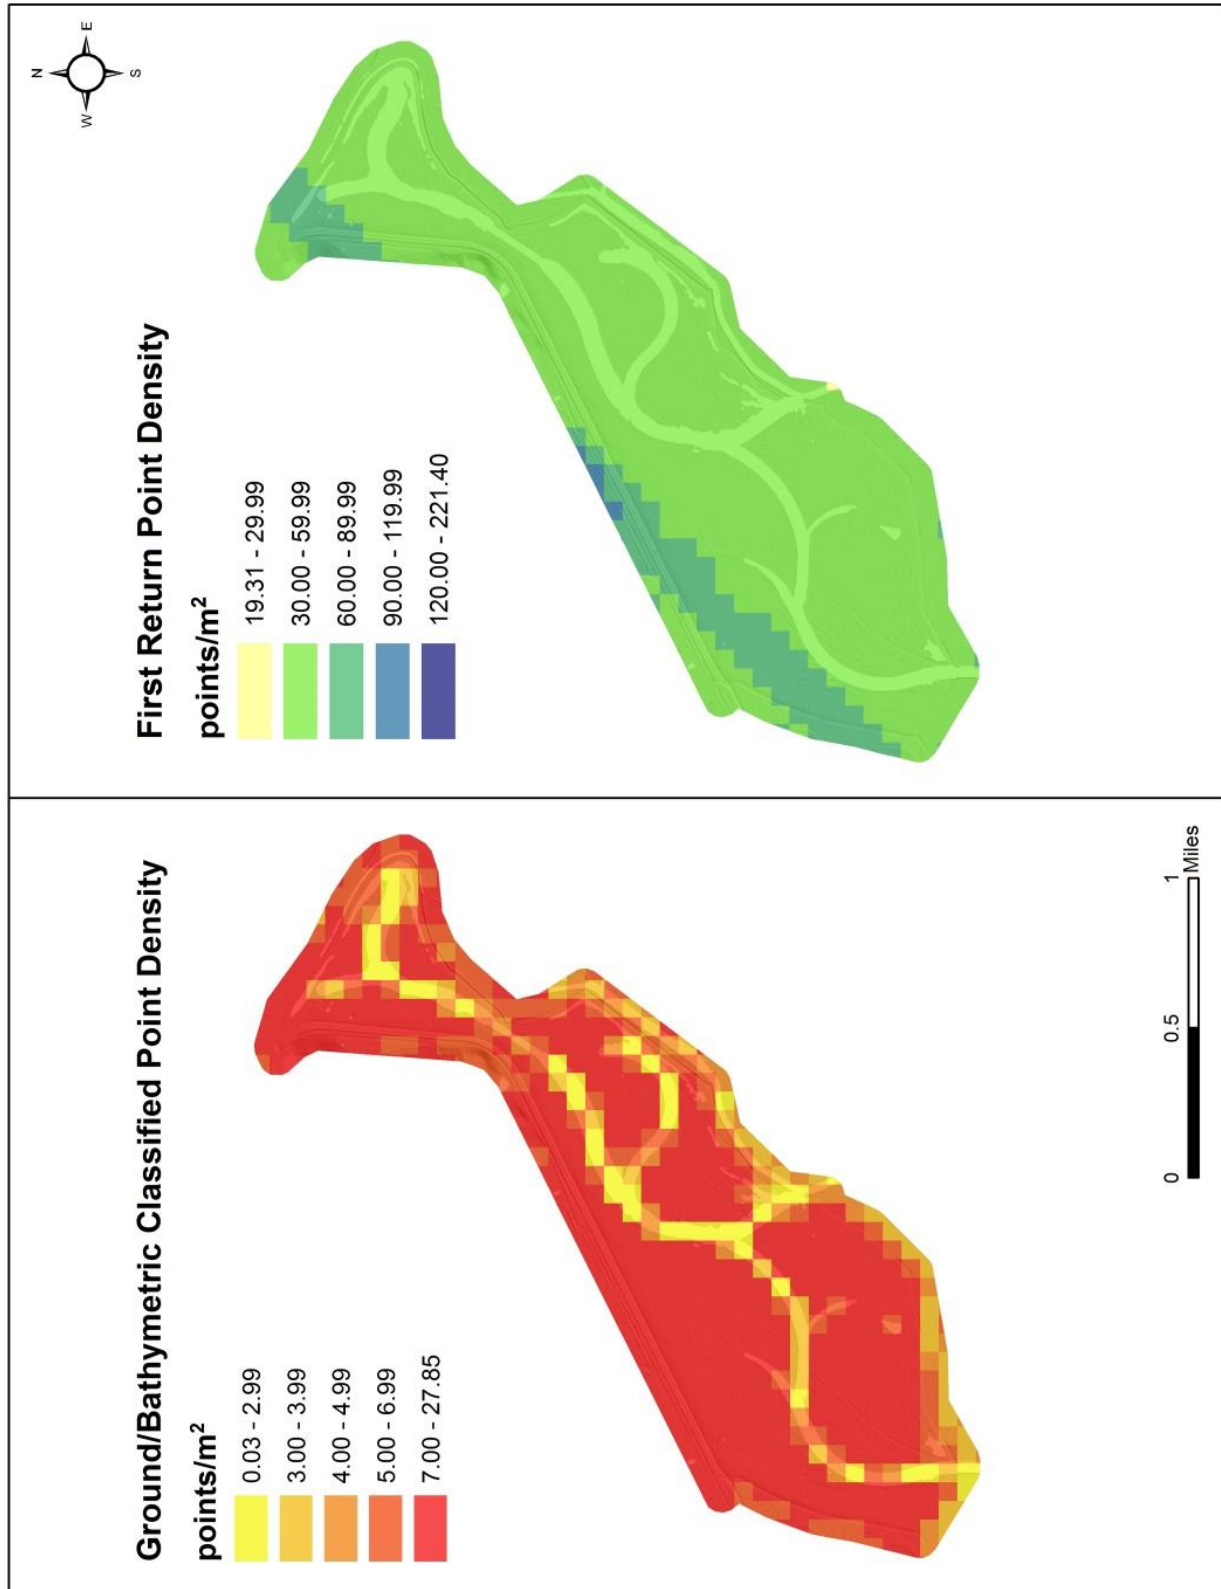 N
W
E
S
First Return Point Density
points/m²
19.31 - 29.99
30.00 - 59.99
60.00 - 89.99
90.00 - 119.99
120.00 - 221.40
Ground/Bathymetric Classified Point Density
points/m²
0.03 - 2.99
3.00 - 3.99
4.00 - 4.99
5.00 - 6.99
7.00 - 27.85
0 0.5 1
Miles